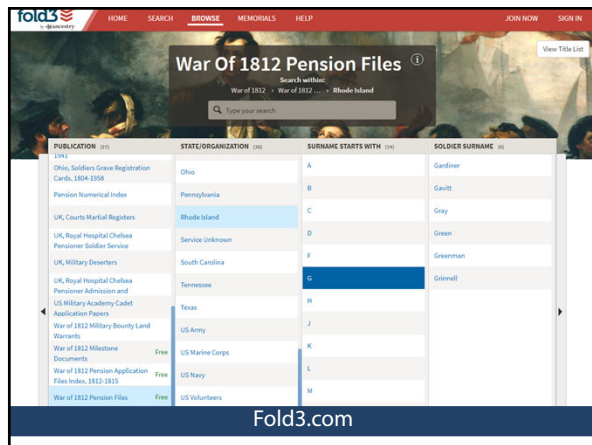 fold3
by ancestry
HOME SEARCH BROWSE MEMORIALS HELP JOIN NOW SIGN IN
View Title List
War Of 1812 Pension Files i
Search within:
War of 1812 › War of 1812 ... › Rhode Island
Type your search
PUBLICATION (37) STATE/ORGANIZATION (36) SURNAME STARTS WITH (14) SOLDIER SURNAME (6)
1941
Ohio, Soldiers Grave Registration
Cards, 1804-1958
Pension Numerical Index
UK, Courts Martial Registers
UK, Royal Hospital Chelsea
Pensioner Soldier Service
UK, Military Deserters
UK, Royal Hospital Chelsea
Pensioner Admission and
US Military Academy Cadet
Application Papers
War of 1812 Military Bounty Land
Warrants
War of 1812 Milestone
Documents Free
War of 1812 Pension Application
Files Index, 1812-1815 Free
War of 1812 Pension Files Free
Ohio
Pennsylvania
Rhode Island
Service Unknown
South Carolina
Tennessee
Texas
US Army
US Marine Corps
US Navy
US Volunteers
A
B
C
D
F
G
H
J
K
L
M
Gardiner
Gavitt
Gray
Green
Greenman
Grinnell
Fold3.com